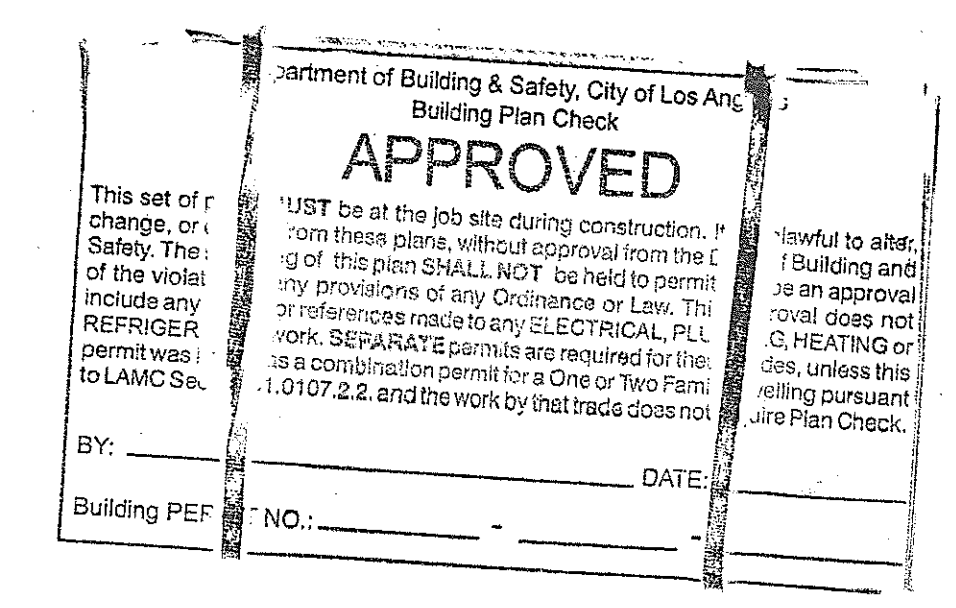 partment of Building & Safety, City of Los Ang s
Building Plan Check
APPROVED
This set of p UST be at the job site during construction. It lawful to alter,
change, or rom these plans, without approval from the D f Building and
Safety. The g of this plan SHALL NOT be held to permit be an approval
of the violat ny provisions of any Ordinance or Law. Thi roval does not
include any or references made to any ELECTRICAL, PLU G, HEATING or
REFRIGER work. SEPARATE permits are required for the des, unless this
permit was as a combination permit for a One or Two Fami elling pursuant
to LAMC Sec .1.0107.2.2. and the work by that trade does not uire Plan Check.
BY: DATE:
Building PER T NO.: - -